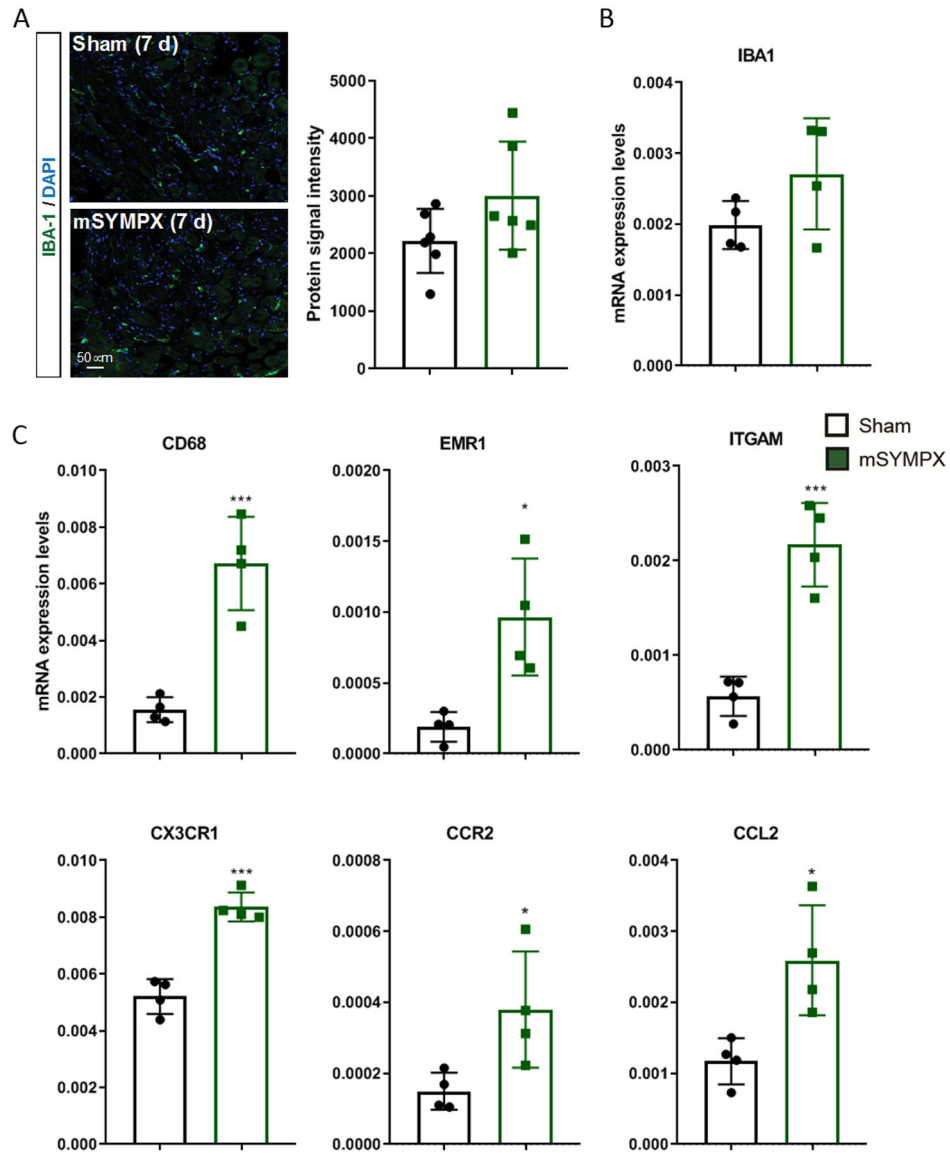 A
IBA-1 / DAPI
Sham (7 d)
mSYMPX (7 d)
50 ∝m
Protein signal intensity
5000
4000
3000
2000
1000
0
B
IBA1
mRNA expression levels
0.004
0.003
0.002
0.001
0.000
Sham
mSYMPX
C
CD68
mRNA expression levels
0.010
0.008
0.006
0.004
0.002
0.000
***
EMR1
0.0020
0.0015
0.0010
0.0005
0.0000
*
ITGAM
0.003
0.002
0.001
0.000
***
CX3CR1
0.010
0.008
0.006
0.004
0.002
0.000
***
CCR2
0.0008
0.0006
0.0004
0.0002
0.0000
*
CCL2
0.004
0.003
0.002
0.001
0.000
*